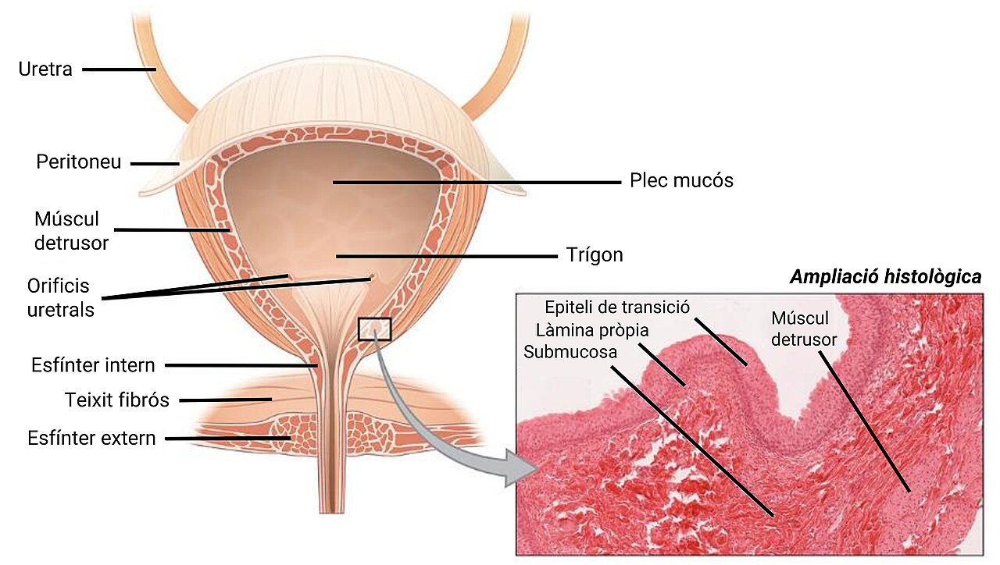 Uretra
Peritoneu
Múscul
detrusor
Orificis
uretrals
Esfínter intern
Teixit fibrós
Esfínter extern
Plec mucós
Trígon
Ampliació histològica
Epiteli de transició
Làmina pròpia
Submucosa
Múscul
detrusor